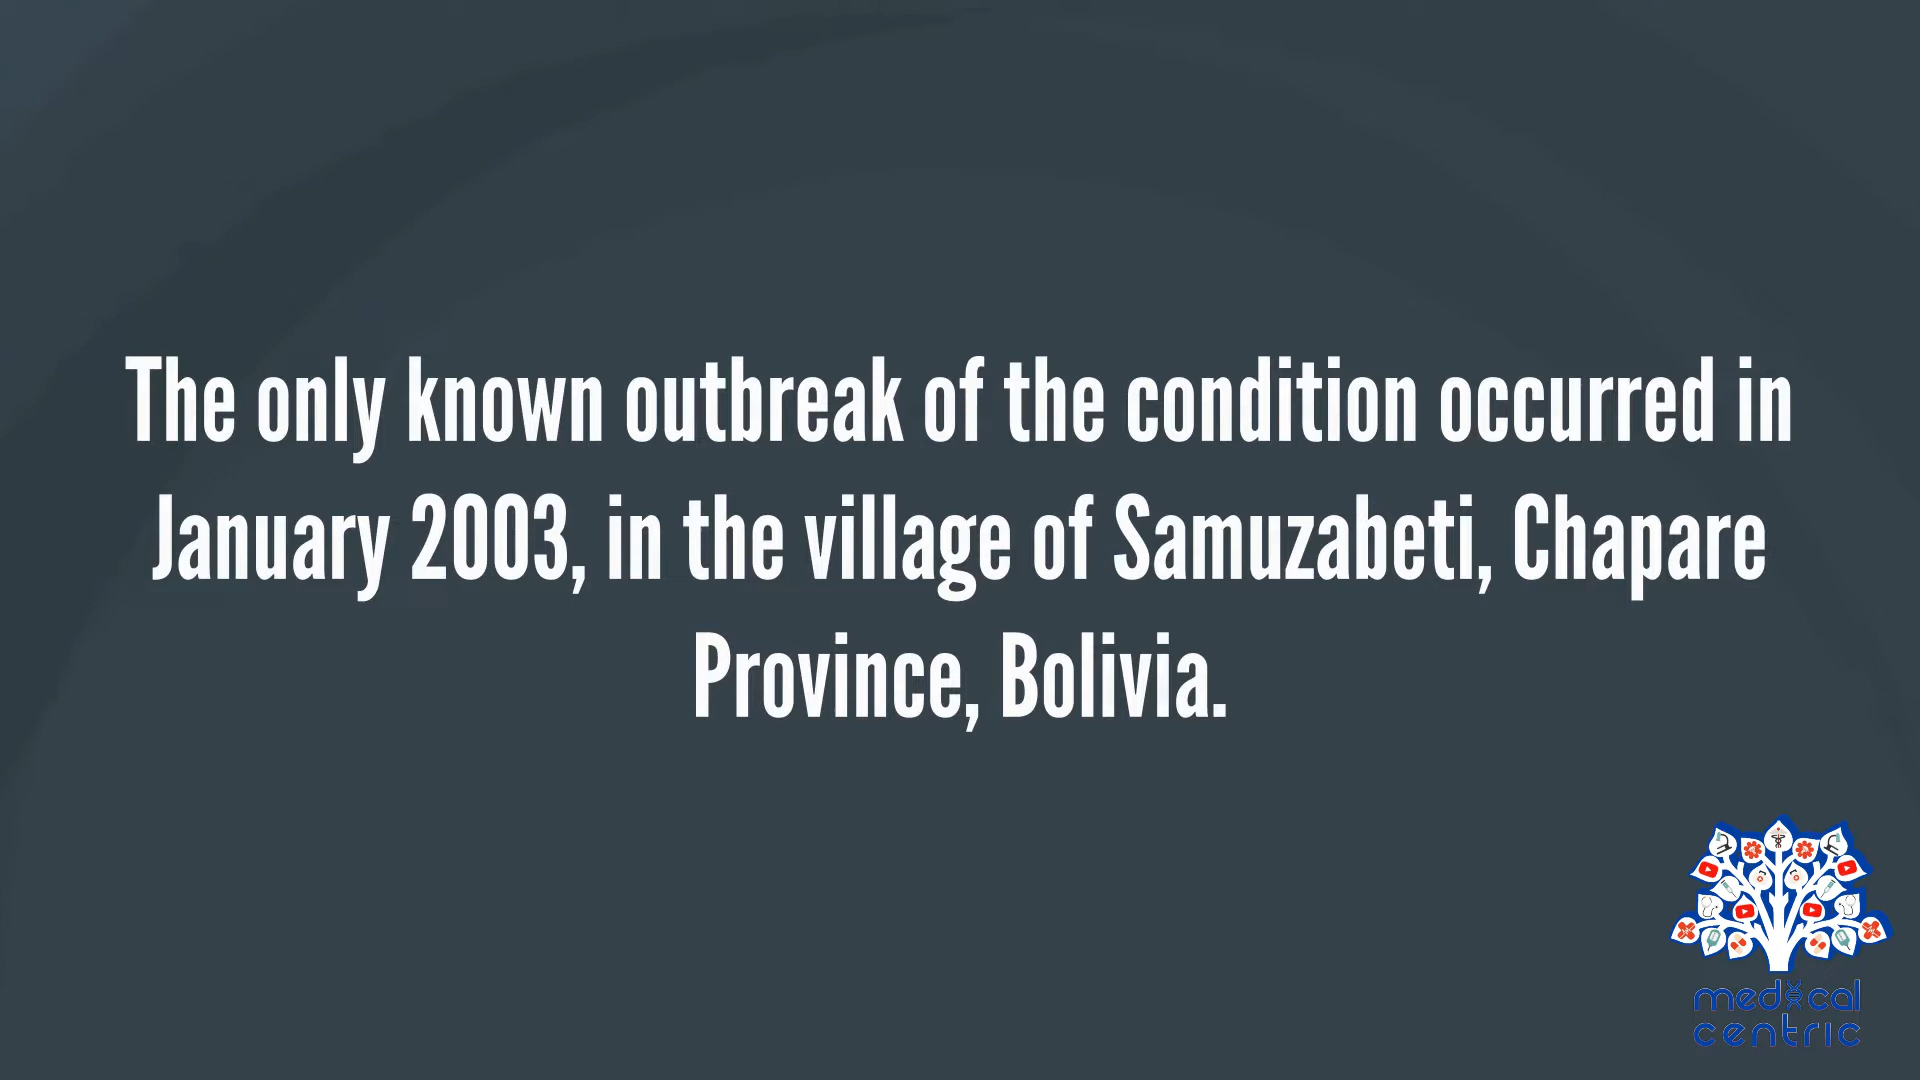 The only known outbreak of the condition occurred in
January 2003, in the village of Samuzabeti, Chapare
Province, Bolivia.
medical
centric